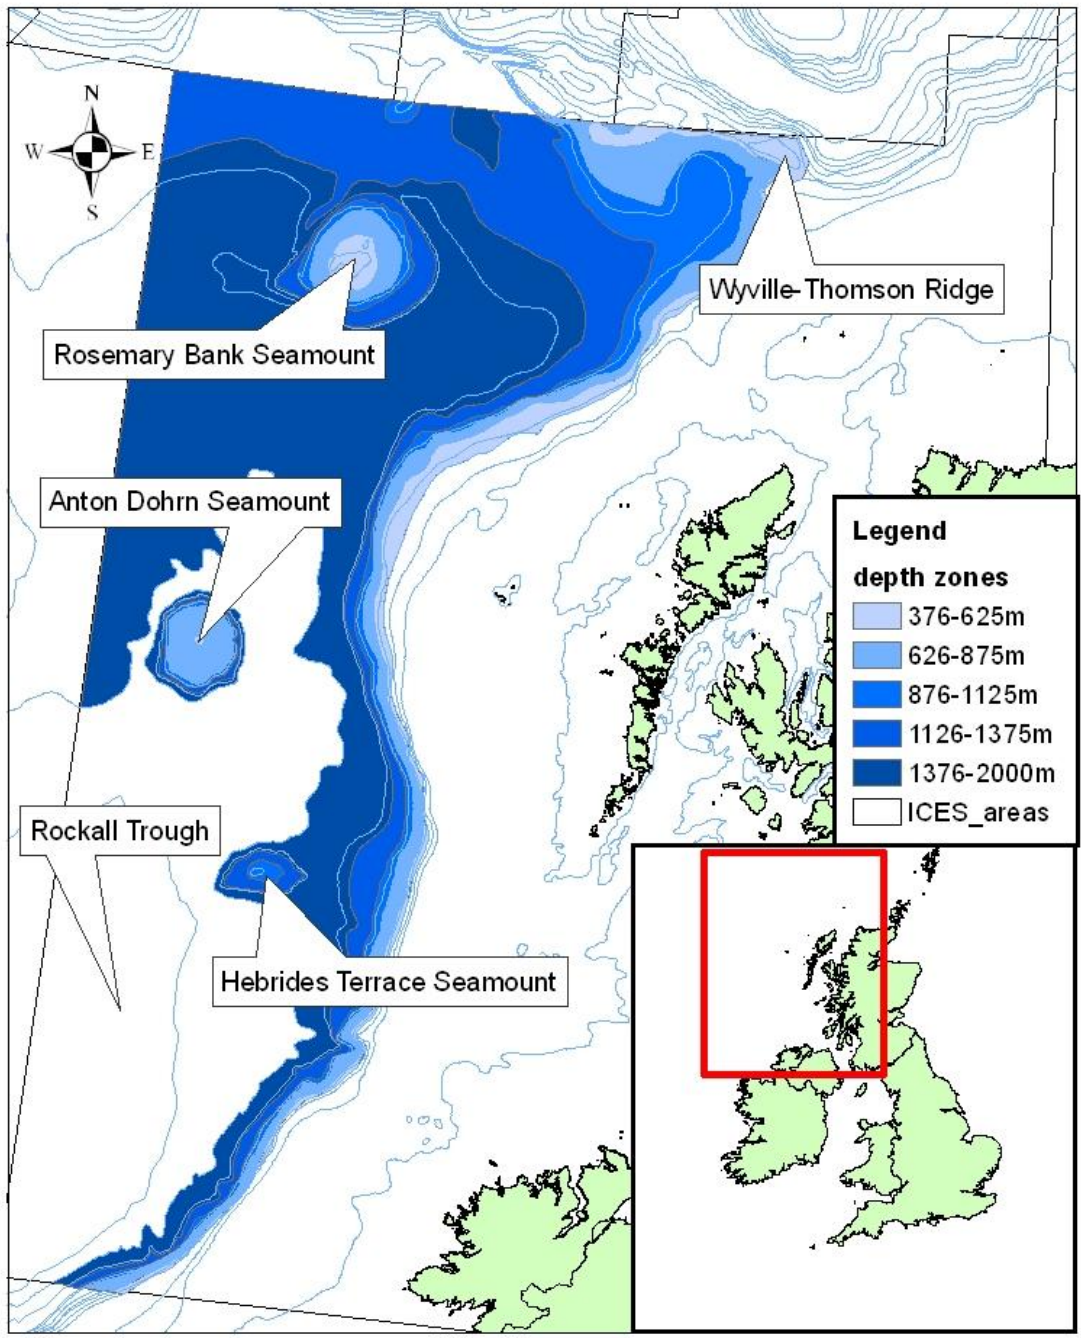 N
W E
S
Wyville-Thomson Ridge
Rosemary Bank Seamount
Anton Dohrn Seamount
Legend
depth zones
376-625m
626-875m
876-1125m
1126-1375m
1376-2000m
ICES_areas
Rockall Trough
Hebrides Terrace Seamount